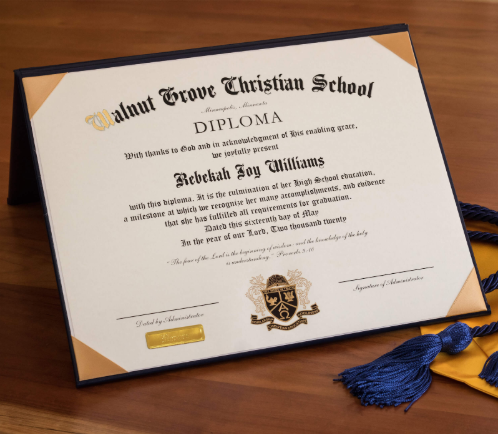 Walnut Grove Christian School
Minneapolis, Minnesota
DIPLOMA
With thanks to God and in acknowledgment of His enabling grace,
we joyfully present
Rebekah Joy Williams
with this diploma. It is the culmination of her High School education,
a milestone at which we recognize her many accomplishments, and evidence
that she has fulfilled all requirements for graduation.
Dated this sixteenth day of May
In the year of our Lord, Two thousand twenty
"The fear of the Lord is the beginning of wisdom - and the knowledge of the holy
is understanding." Proverbs 9:10
Dated by Administrator
Signature of Administrator